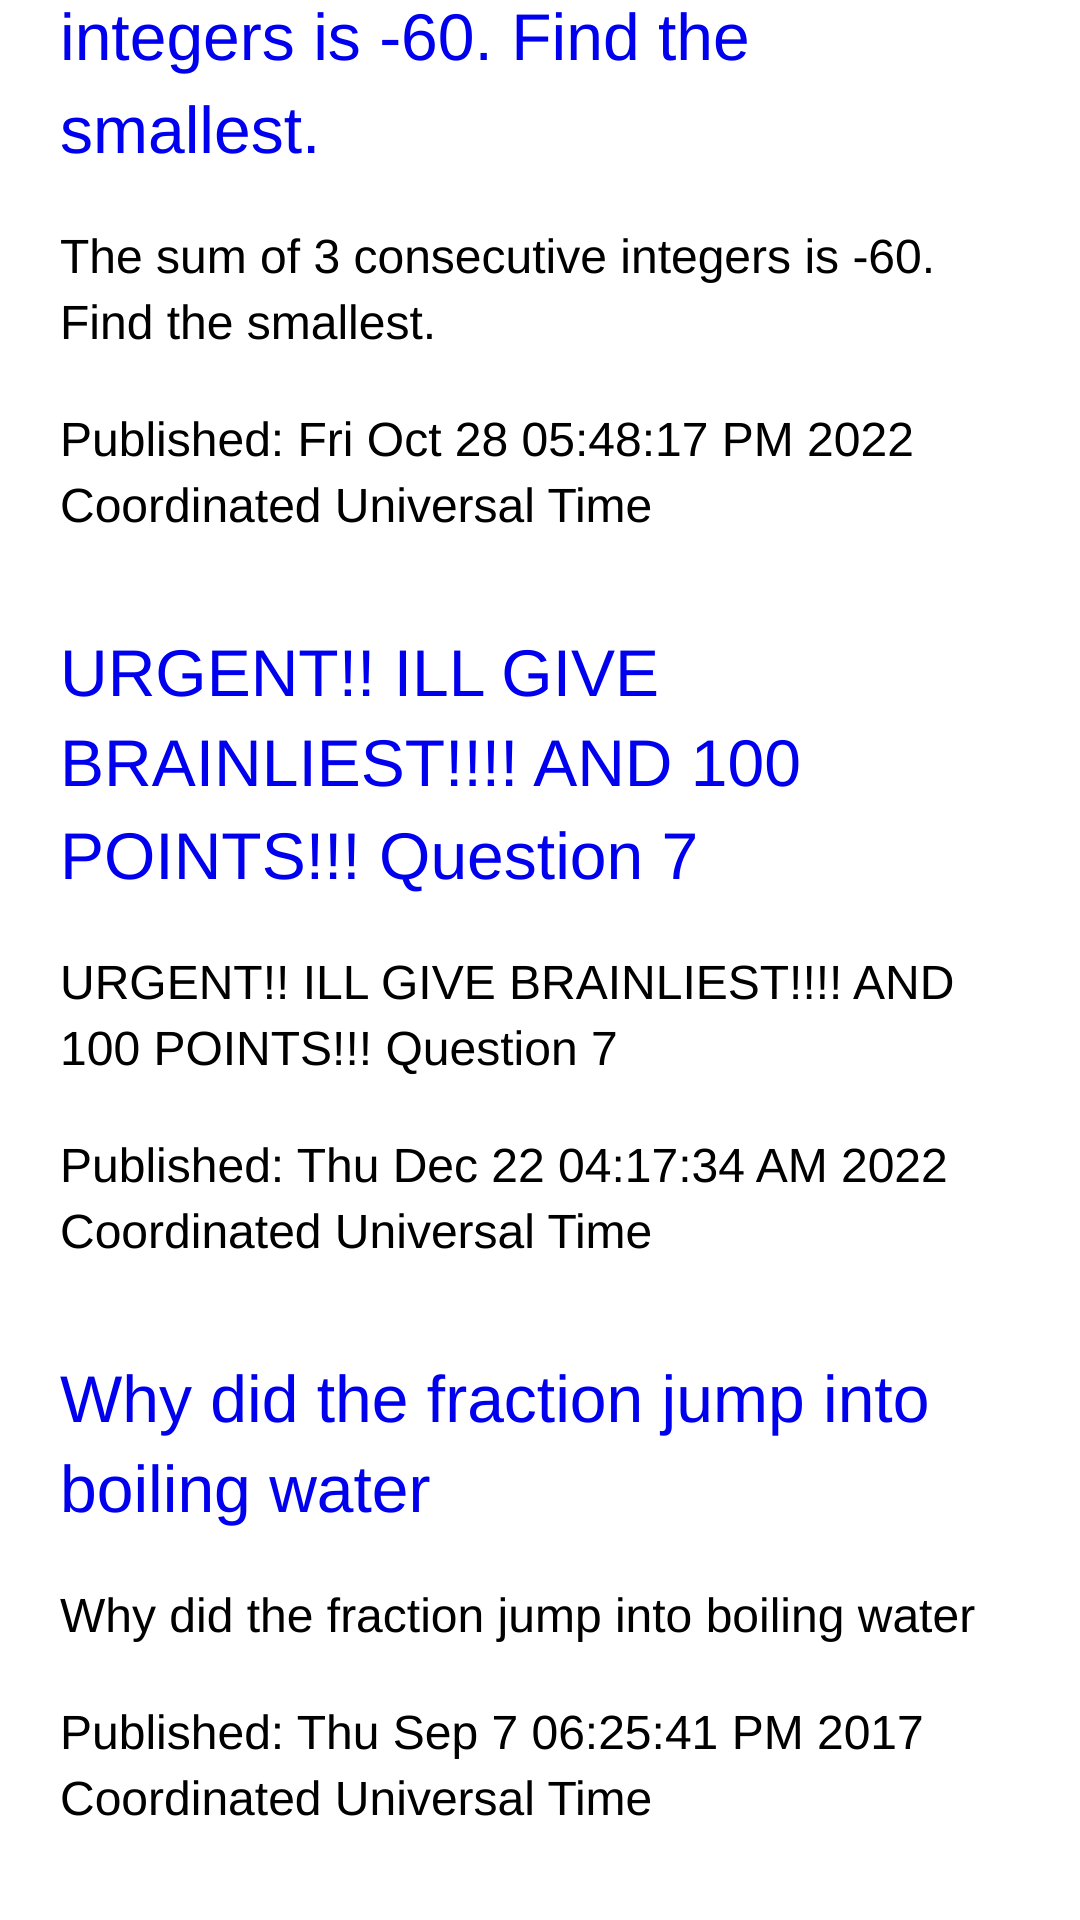 integers is -60. Find the
smallest.
The sum of 3 consecutive integers is -60.
Find the smallest.
Published: Fri Oct 28 05:48:17 PM 2022
Coordinated Universal Time
URGENT!! ILL GIVE
BRAINLIEST!!!! AND 100
POINTS!!! Question 7
URGENT!! ILL GIVE BRAINLIEST!!!! AND
100 POINTS!!! Question 7
Published: Thu Dec 22 04:17:34 AM 2022
Coordinated Universal Time
Why did the fraction jump into
boiling water
Why did the fraction jump into boiling water
Published: Thu Sep 7 06:25:41 PM 2017
Coordinated Universal Time